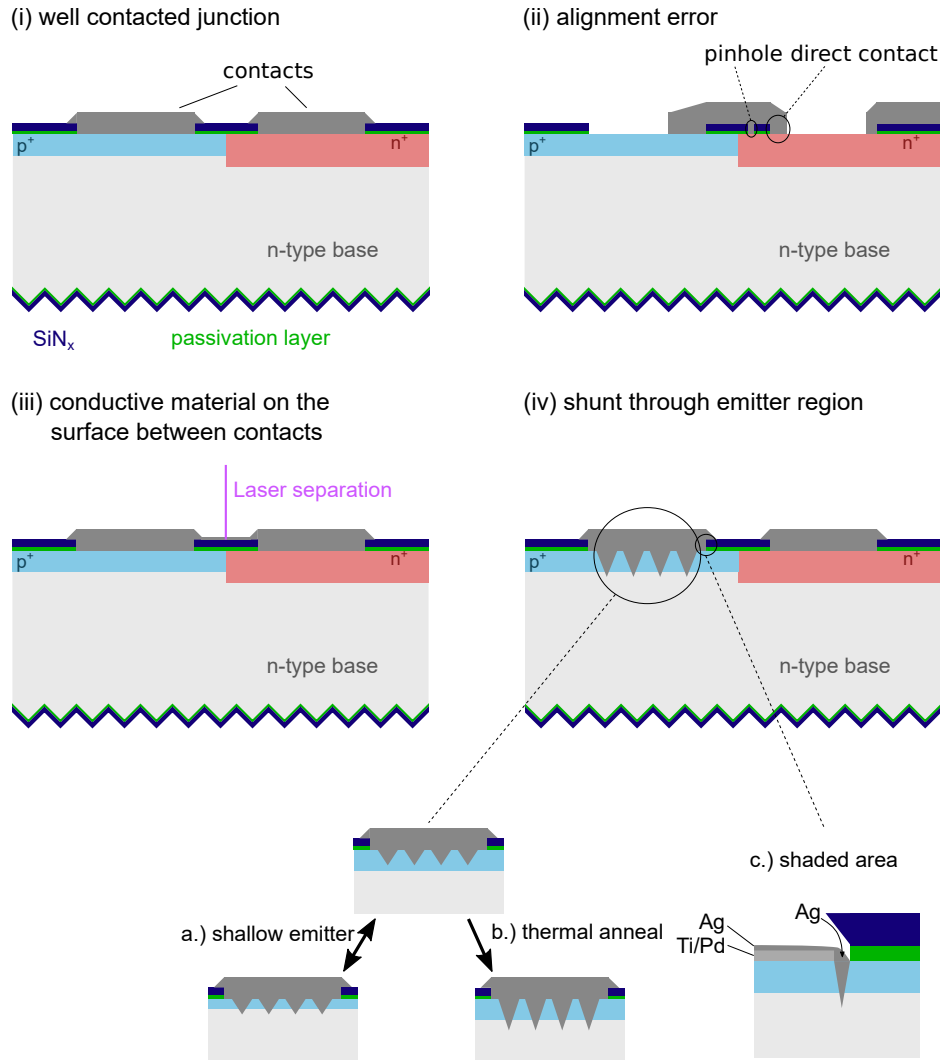 (i) well contacted junction
contacts
p+
n+
n-type base
SiNx
passivation layer
(ii) alignment error
pinhole direct contact
p+
n+
n-type base
(iii) conductive material on the
surface between contacts
Laser separation
p+
n+
n-type base
(iv) shunt through emitter region
p+
n+
n-type base
a.) shallow emitter
b.) thermal anneal
c.) shaded area
Ag
Ag
Ti/Pd